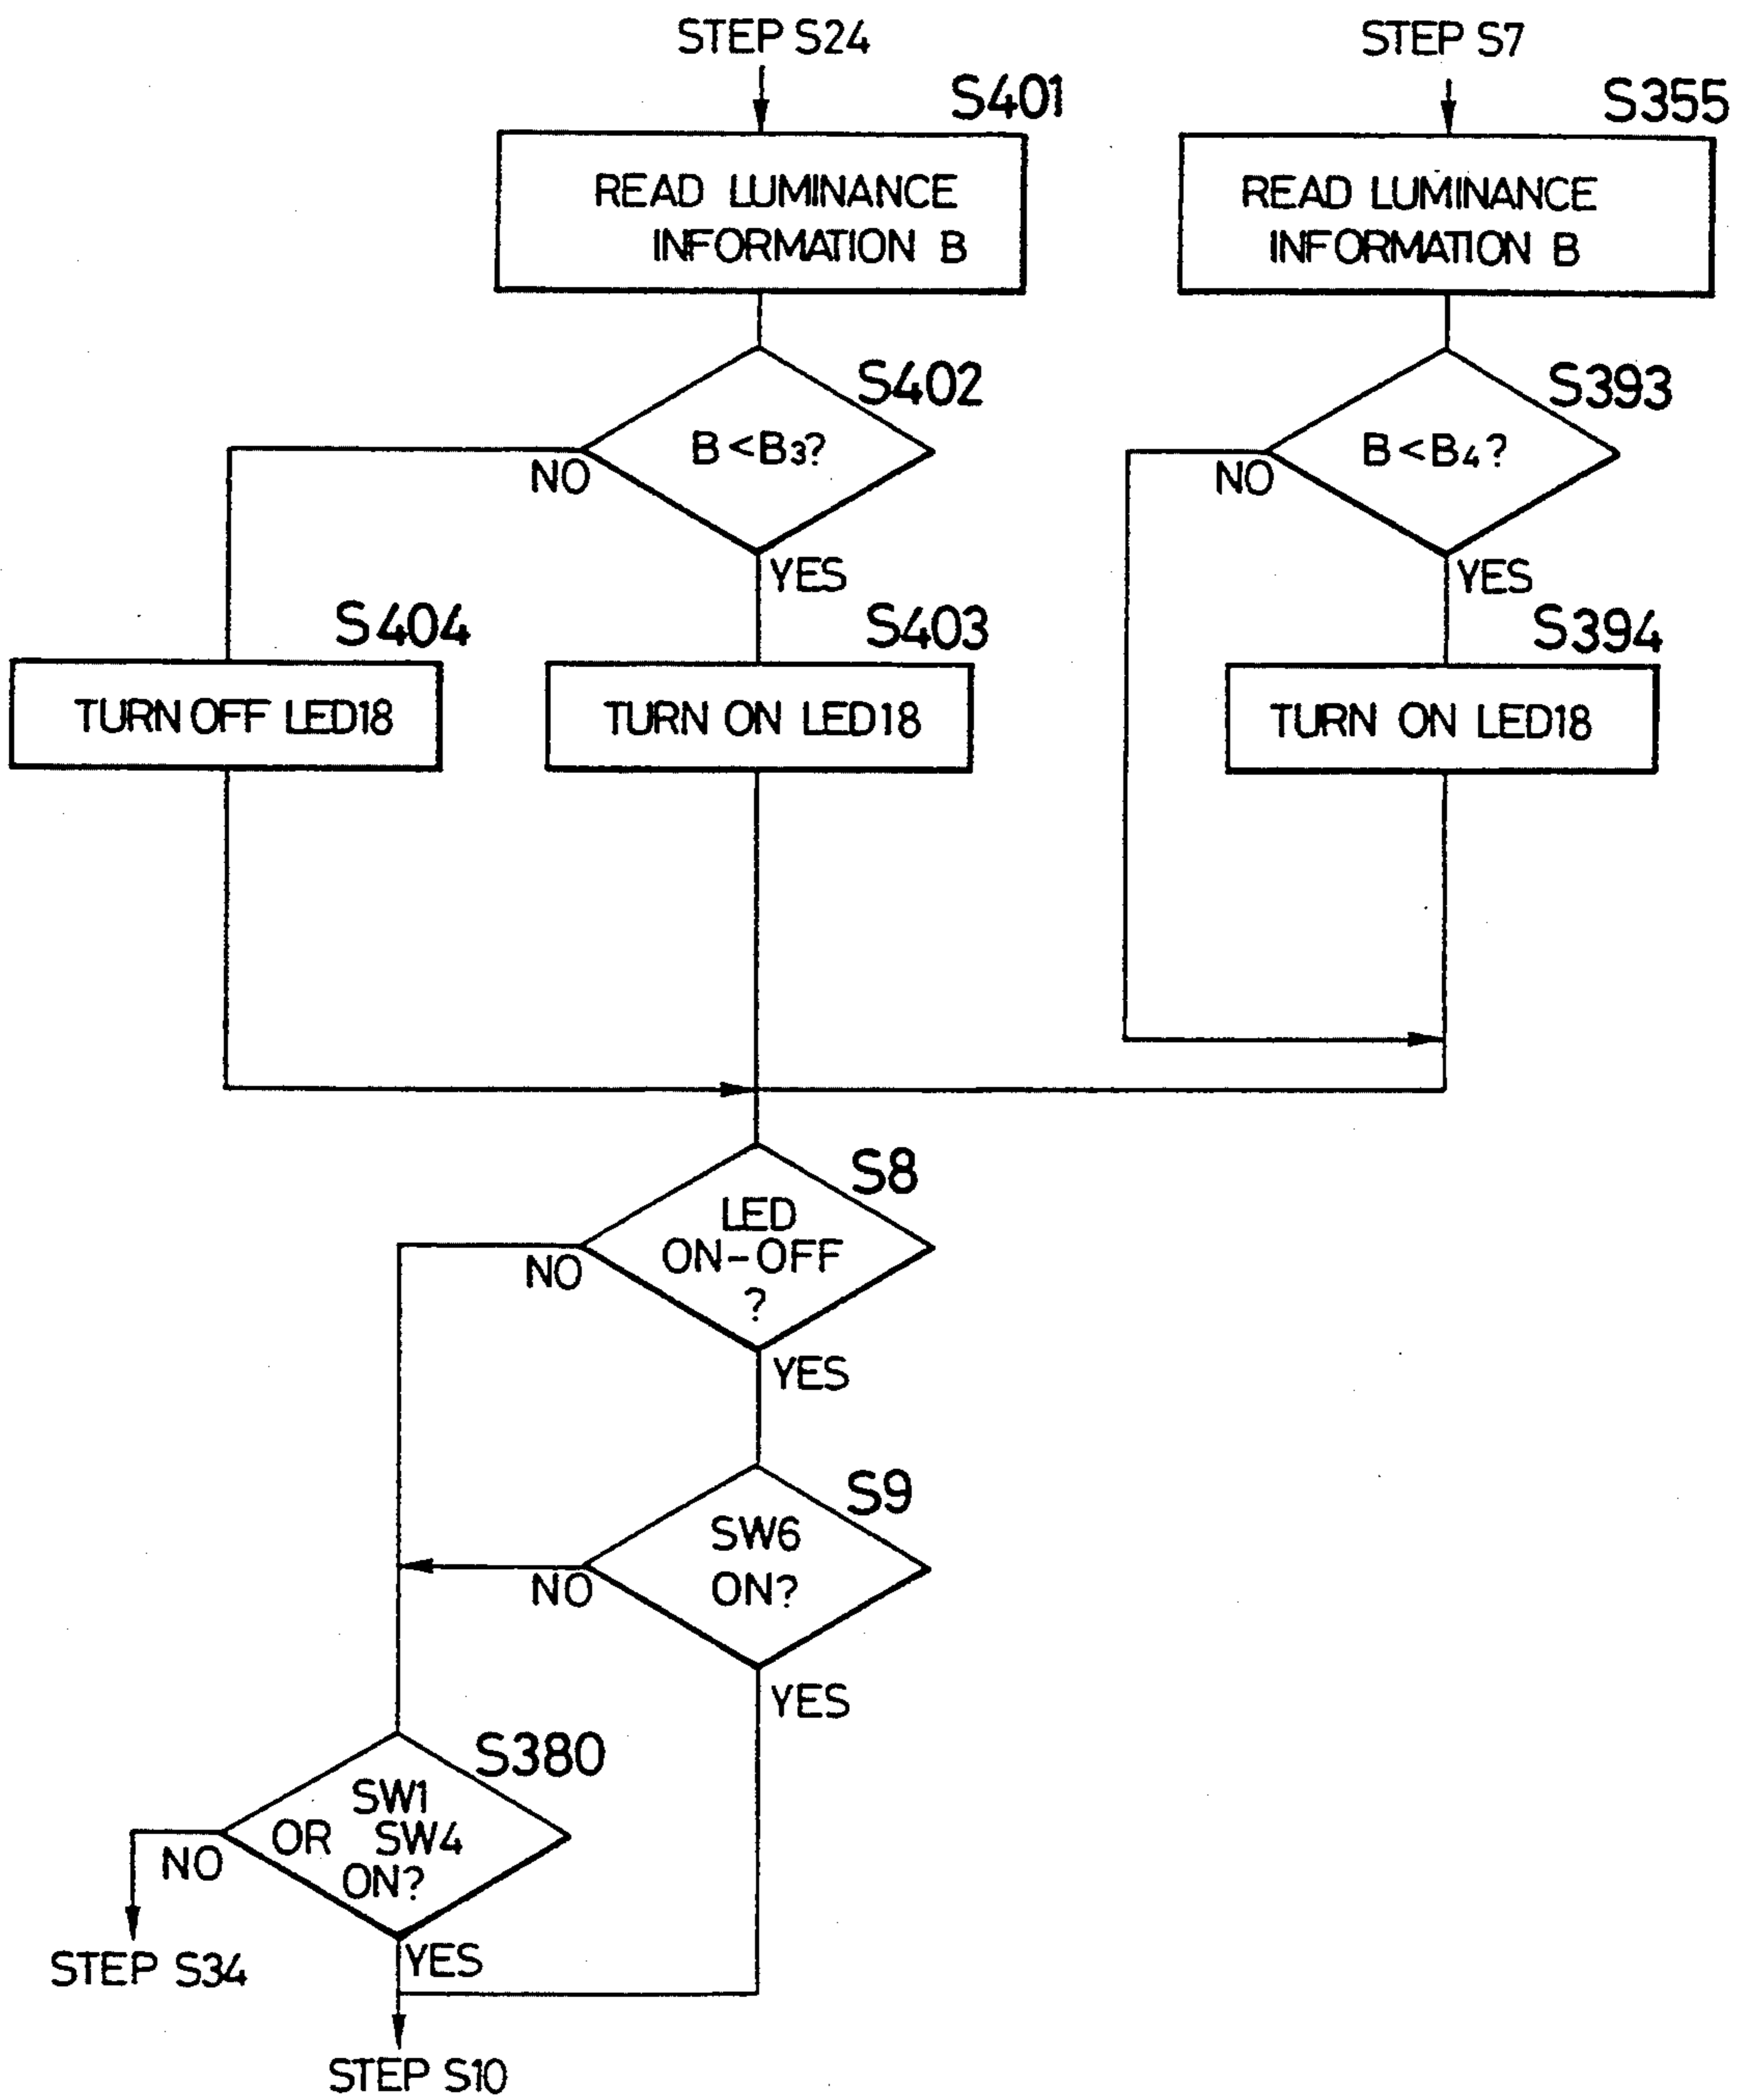 STEP S24
STEP S7
S401
S355
READ LUMINANCE
INFORMATION B
READ LUMINANCE
INFORMATION B
S402
S393
B<B3?
B<B4?
NO
NO
YES
YES
S404
S403
S394
TURN OFF LED18
TURN ON LED18
TURN ON LED18
S8
LED
ON-OFF
?
NO
YES
S9
SW6
ON?
NO
YES
S380
SW1
OR SW4
ON?
NO
YES
STEP S34
STEP S10